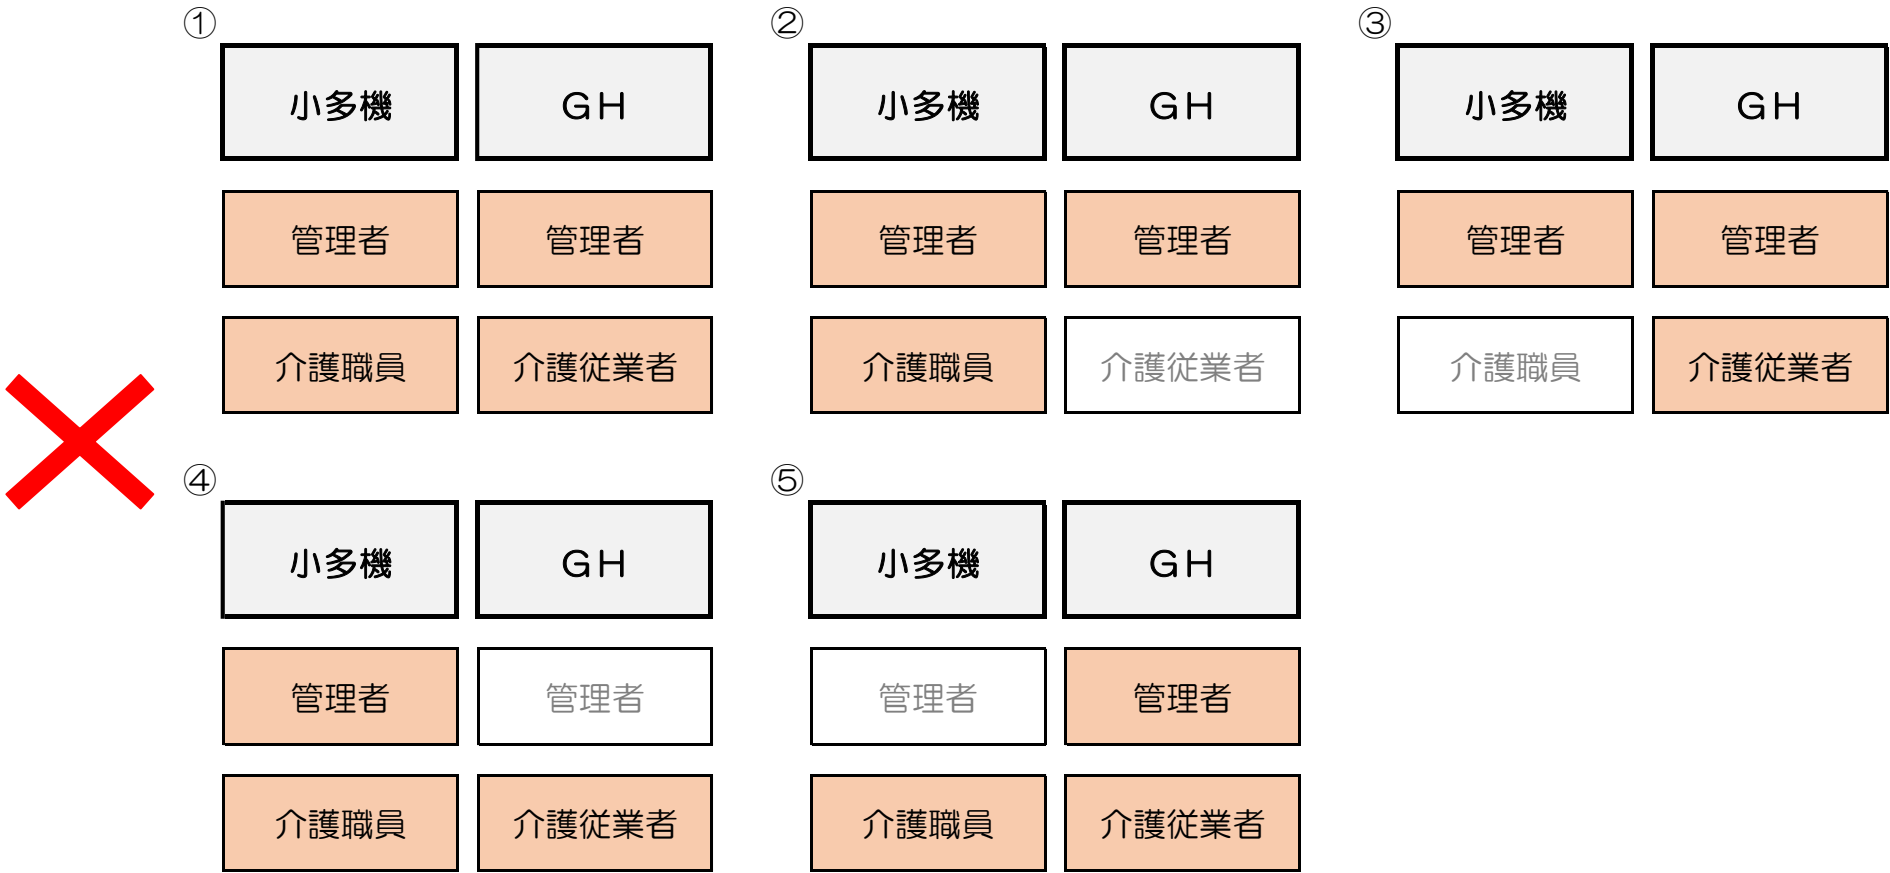 ① ② ③
小多機 ＧＨ 小多機 ＧＨ 小多機 ＧＨ
管理者 管理者 管理者 管理者 管理者 管理者
介護職員 介護従業者 介護職員 介護従業者 介護職員 介護従業者
④ ⑤
小多機 ＧＨ 小多機 ＧＨ
管理者 管理者 管理者 管理者
介護職員 介護従業者 介護職員 介護従業者